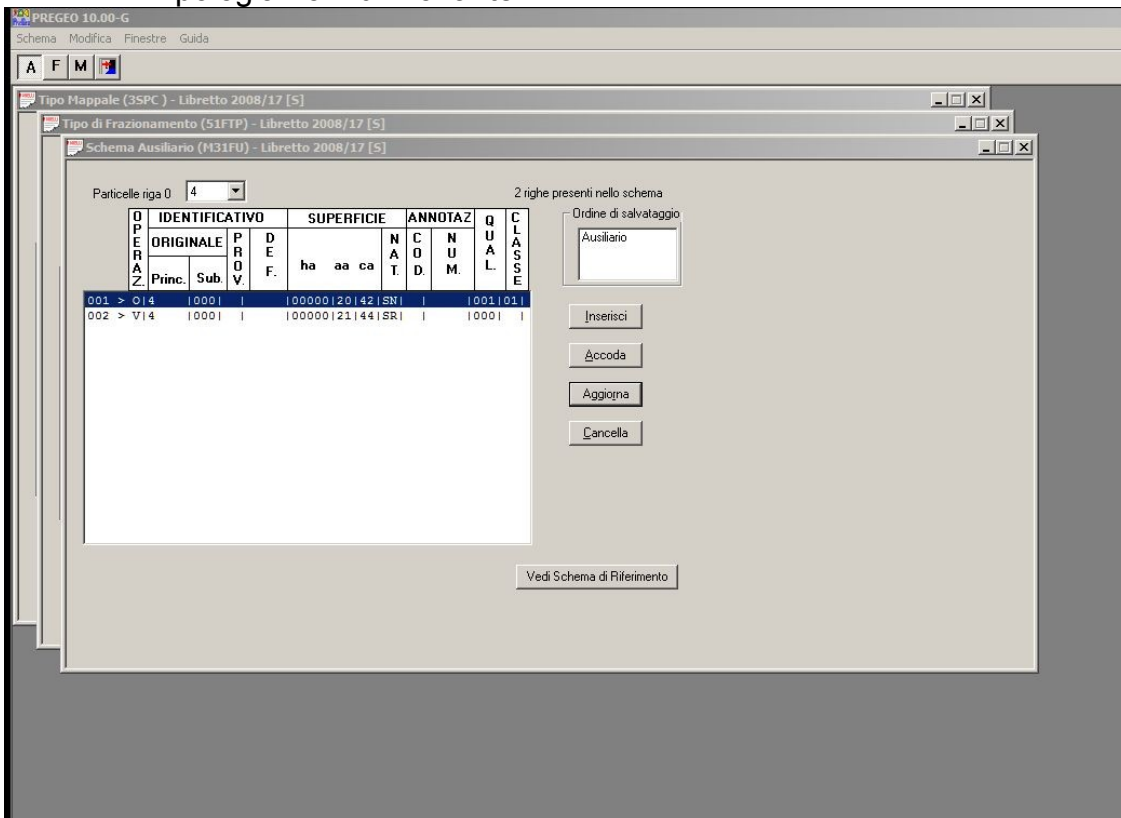 PREGEO 10.00-G
Schema Modifica Finestre Guida
A F M
Tipo Mappale (3SPC ) - Libretto 2008/17 [S]
Tipo di Frazionamento (51FTP) - Libretto 2008/17 [S]
Schema Ausiliario (M31FU) - Libretto 2008/17 [S]
Particelle riga 0 4 2 righe presenti nello schema
OPERAZ. IDENTIFICATIVO SUPERFICIE ANNOTAZ QUAL. CLASSE
ORIGINALE PROV. DEF. ha aa ca NAT. COD. NUM.
Princ. Sub.
001 > O|4 |000| | |00000|20|42|SN| | |001|01|
002 > V|4 |000| | |00000|21|44|SR| | |000| |
Ordine di salvataggio
Ausiliario
Inserisci
Accoda
Aggiorna
Cancella
Vedi Schema di Riferimento